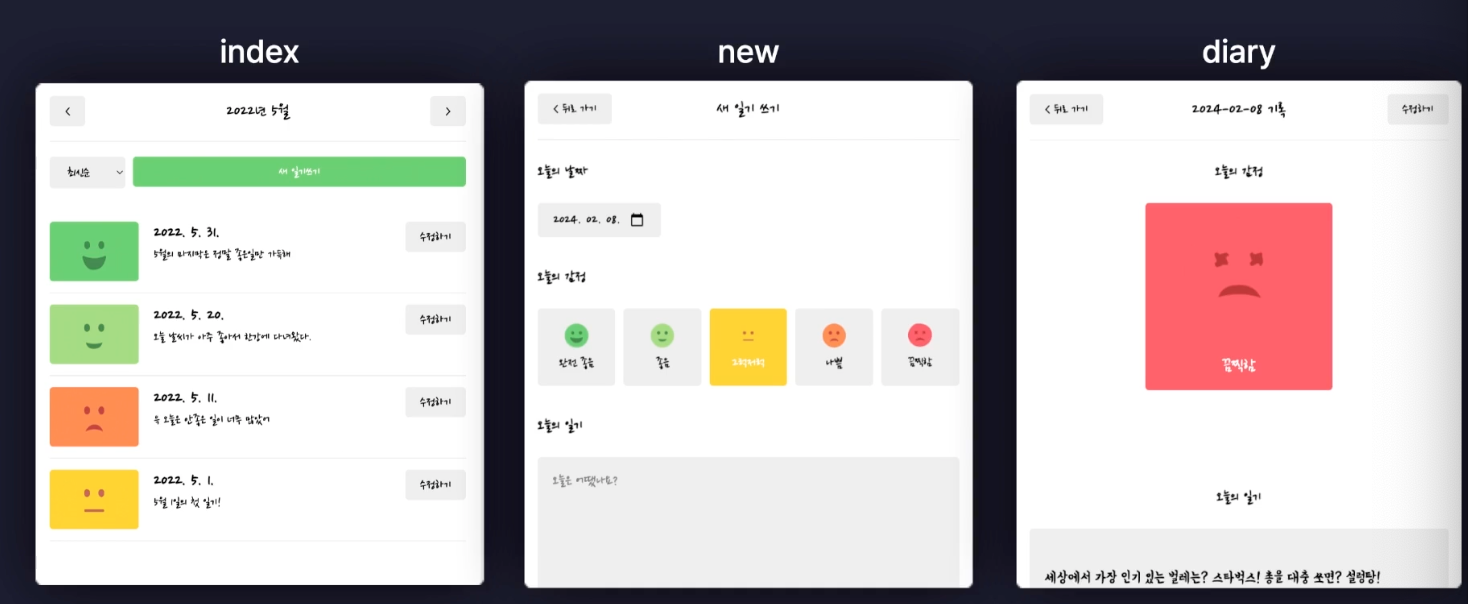 index
<
2022년 5월
>
최신순
새 일기쓰기
2022. 5. 31.
5월의 마지막은 정말 좋은일만 가득해
수정하기
2022. 5. 20.
오늘 날씨가 아주 좋아서 한강에 다녀왔다.
수정하기
2022. 5. 11.
윽 오늘은 안좋은 일이 너무 많았어
수정하기
2022. 5. 1.
5월 1일의 첫 일기!
수정하기
new
< 뒤로 가기
새 일기 쓰기
오늘의 날짜
2024. 02. 08.
오늘의 감정
완전 좋음
좋음
그럭저럭
나쁨
끔찍함
오늘의 일기
오늘은 어땠나요?
diary
< 뒤로 가기
2024-02-08 기록
수정하기
오늘의 감정
끔찍함
오늘의 일기
세상에서 가장 인기 있는 벌레는? 스타벅스! 총을 대충 쏘면? 설렁탕!